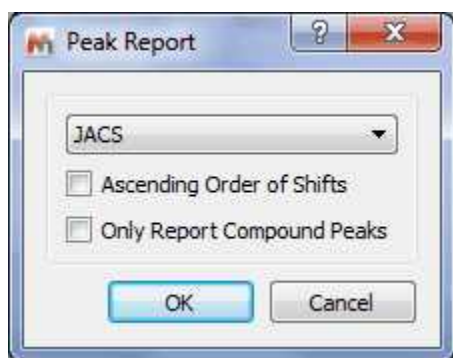 Peak Report
?
JACS
Ascending Order of Shifts
Only Report Compound Peaks
OK Cancel